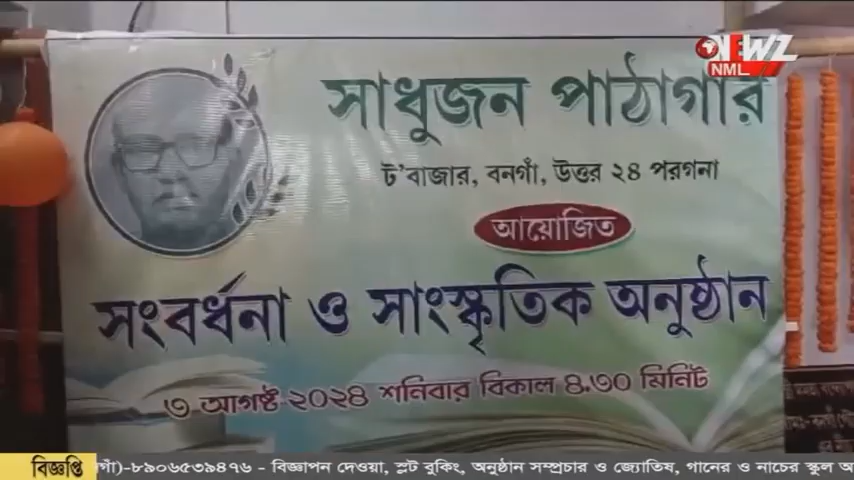 NEWZ
NML
সাধুজন পাঠাগার
ট'বাজার, বনগাঁ, উত্তর ২৪ পরগনা
আয়োজিত
সংবর্ধনা ও সাংস্কৃতিক অনুষ্ঠান
৩ আগষ্ট ২০২৪ শনিবার বিকাল ৪.৩০ মিনিট
বিজ্ঞপ্তি গাঁ)-৮৯০৬৫৩৯৪৭৬ - বিজ্ঞাপন দেওয়া, স্লট বুকিং, অনুষ্ঠান সম্প্রচার ও জ্যোতিষ, গানের ও নাচের স্কুল অ